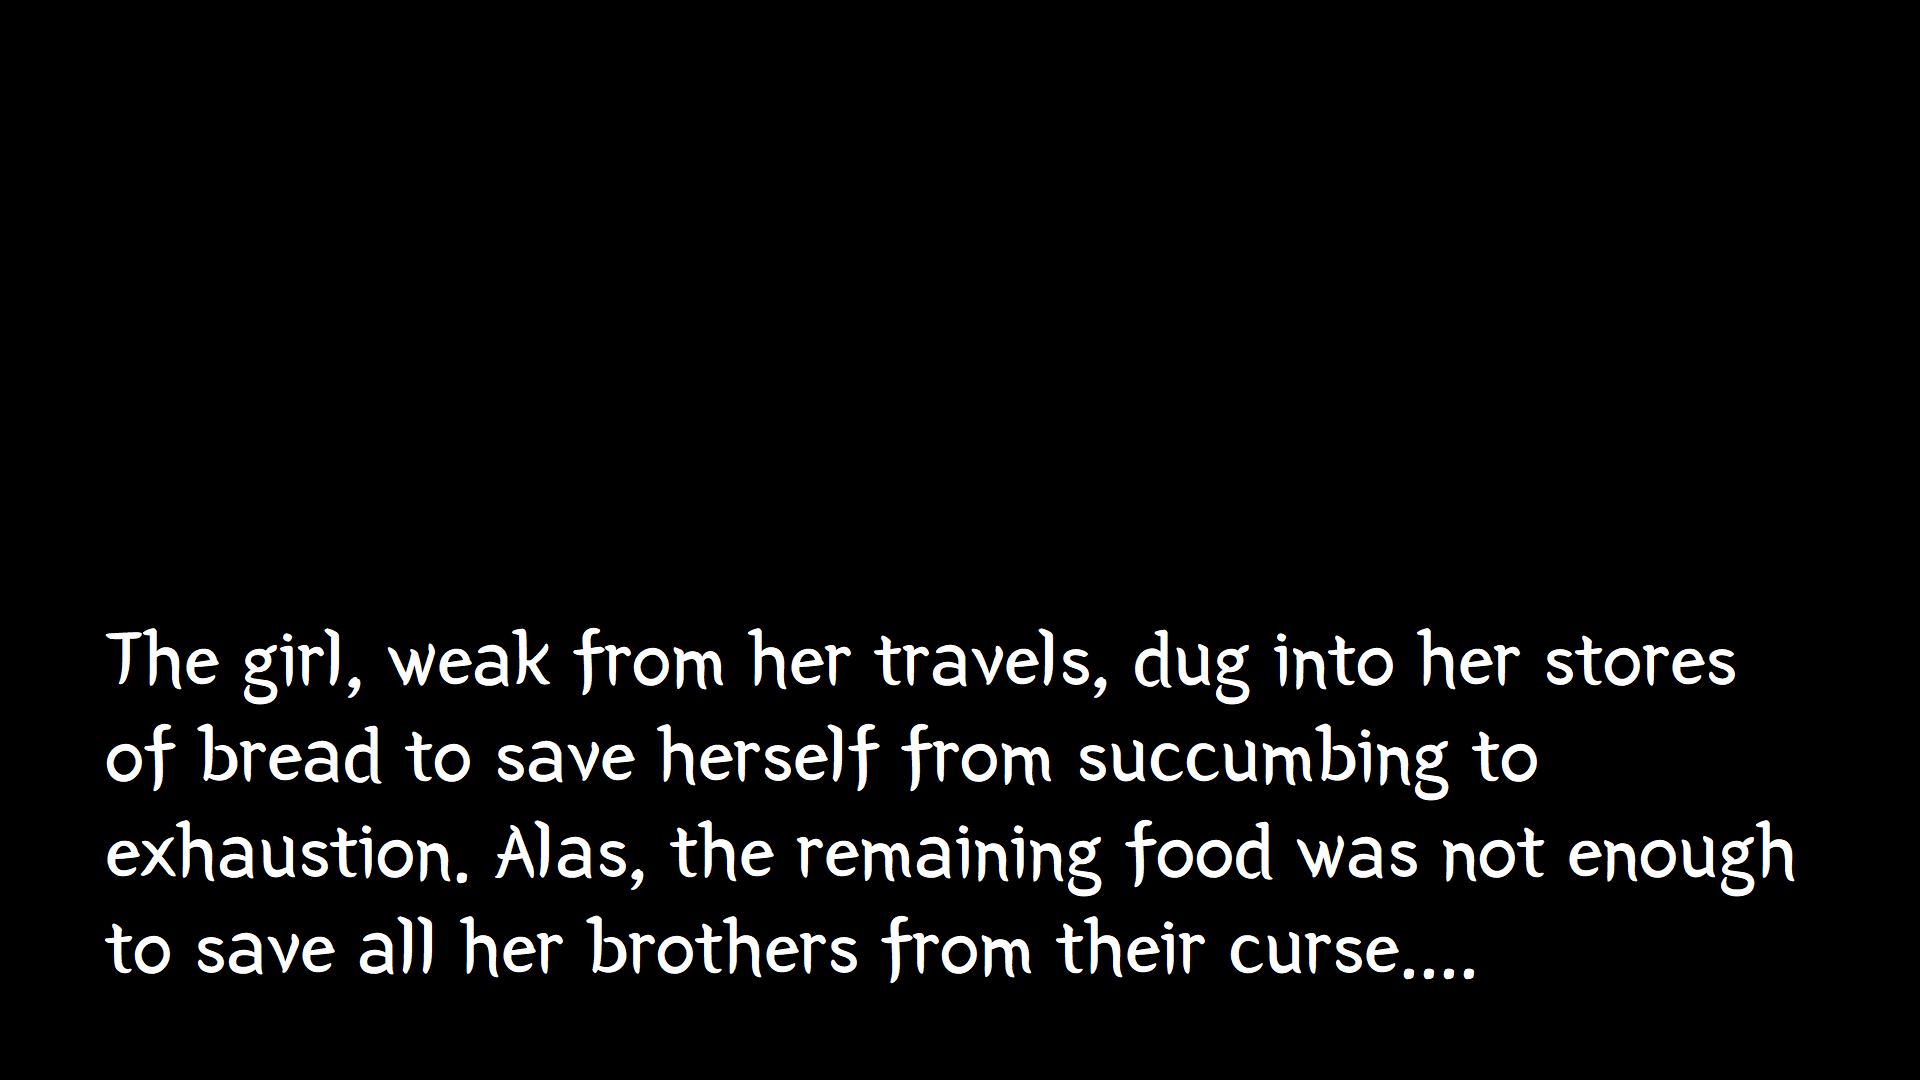 The girl, weak from her travels, dug into her stores
of bread to save herself from succumbing to
exhaustion. Alas, the remaining food was not enough
to save all her brothers from their curse....